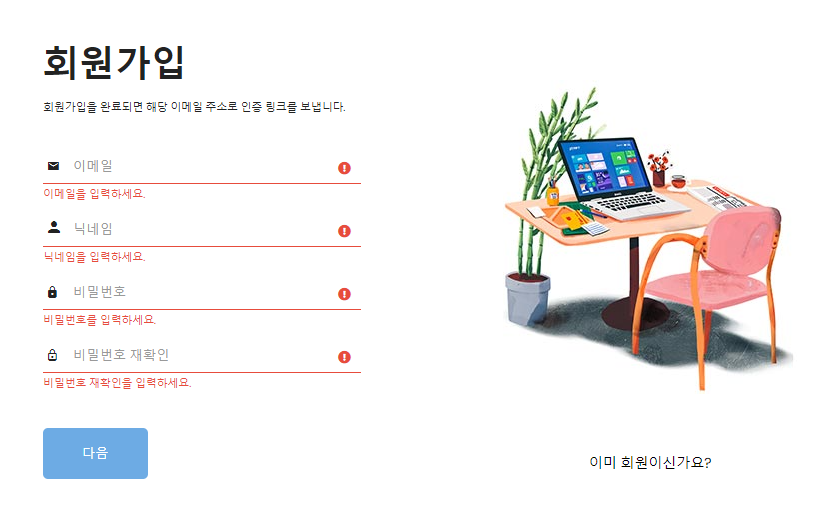 회원가입
회원가입을 완료되면 해당 이메일 주소로 인증 링크를 보냅니다.
이메일
이메일을 입력하세요.
닉네임
닉네임을 입력하세요.
비밀번호
비밀번호를 입력하세요.
비밀번호 재확인
비밀번호 재확인을 입력하세요.
다음
이미 회원이신가요?